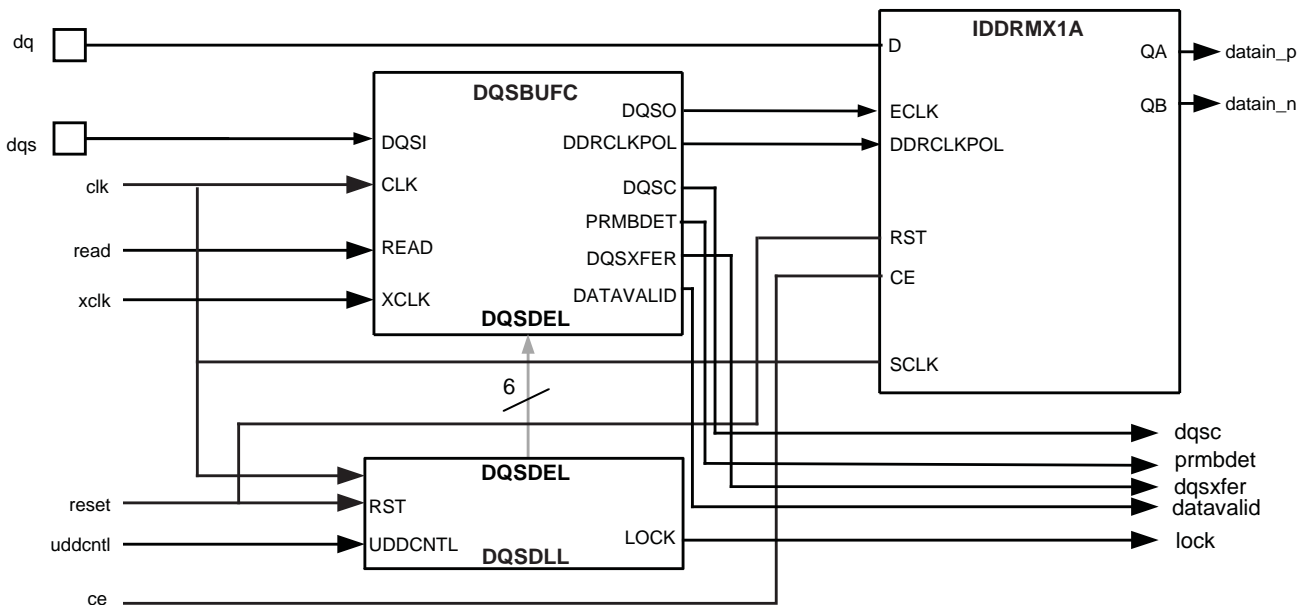 IDDRMX1A
dq
D
QA
datain_p
DQSBUFC
QB
datain_n
DQSO
ECLK
dqs
DQSI
DDRCLKPOL
DDRCLKPOL
clk
CLK
DQSC
PRMBDET
RST
read
READ
DQSXFER
CE
xclk
XCLK
DATAVALID
DQSDEL
SCLK
6
dqsc
DQSDEL
prmbdet
dqsxfer
reset
RST
datavalid
uddcntl
UDDCNTL
LOCK
lock
DQSDLL
ce